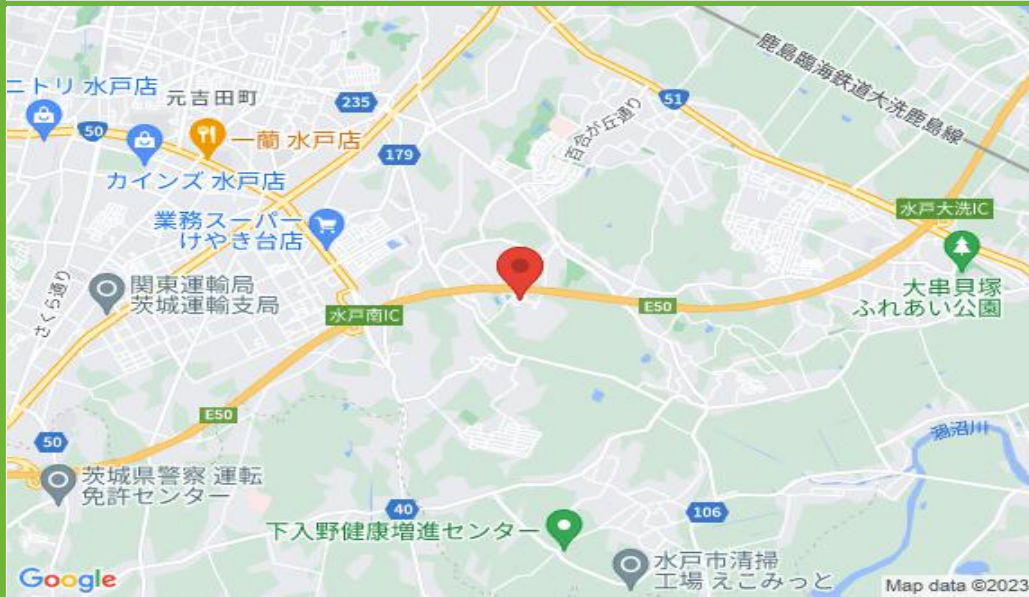 鹿島臨海鉄道大洗鹿島線
ニトリ 水戸店
元吉田町
235
51
50
一蘭 水戸店
179
百合が丘通り
カインズ 水戸店
水戸大洗IC
業務スーパー
けやき台店
さくら通り
関東運輸局
茨城運輸支局
水戸南IC
E50
大串貝塚
ふれあい公園
E50
涸沼川
50
茨城県警察 運転
免許センター
40
106
下入野健康増進センター
水戸市清掃
工場 えこみっと
Google
Map data ©2023